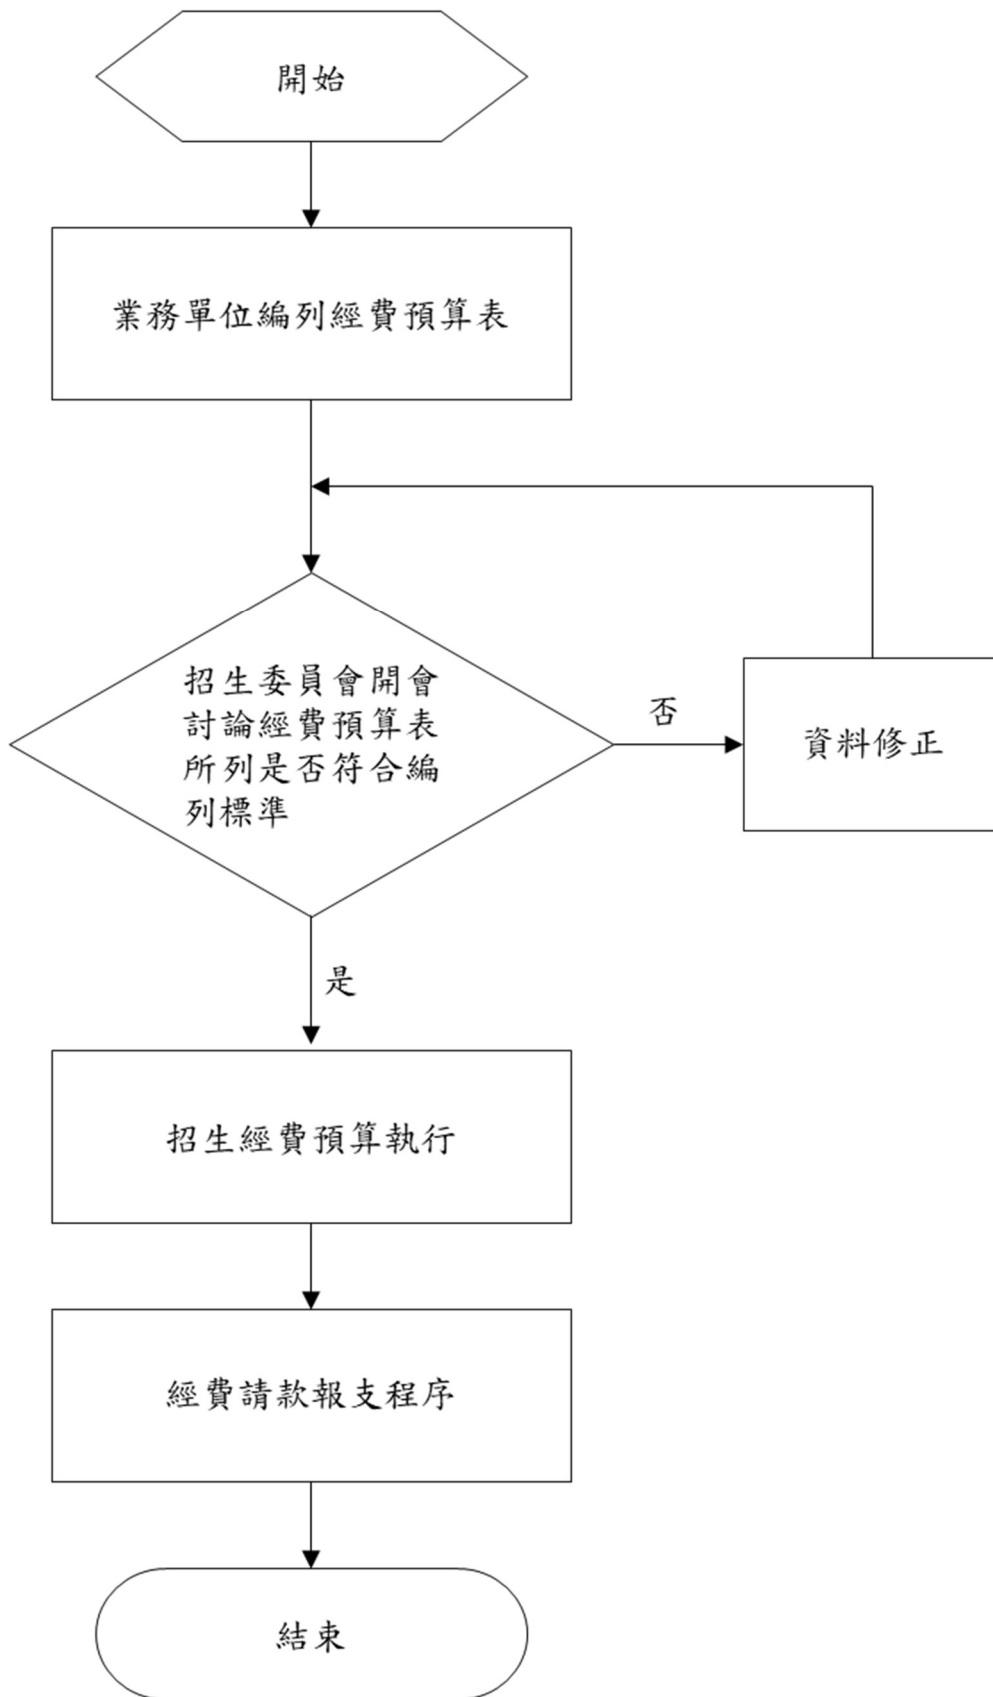 開始
業務單位編列經費預算表
招生委員會開會
討論經費預算表
所列是否符合編
列標準
否
資料修正
是
招生經費預算執行
經費請款報支程序
結束